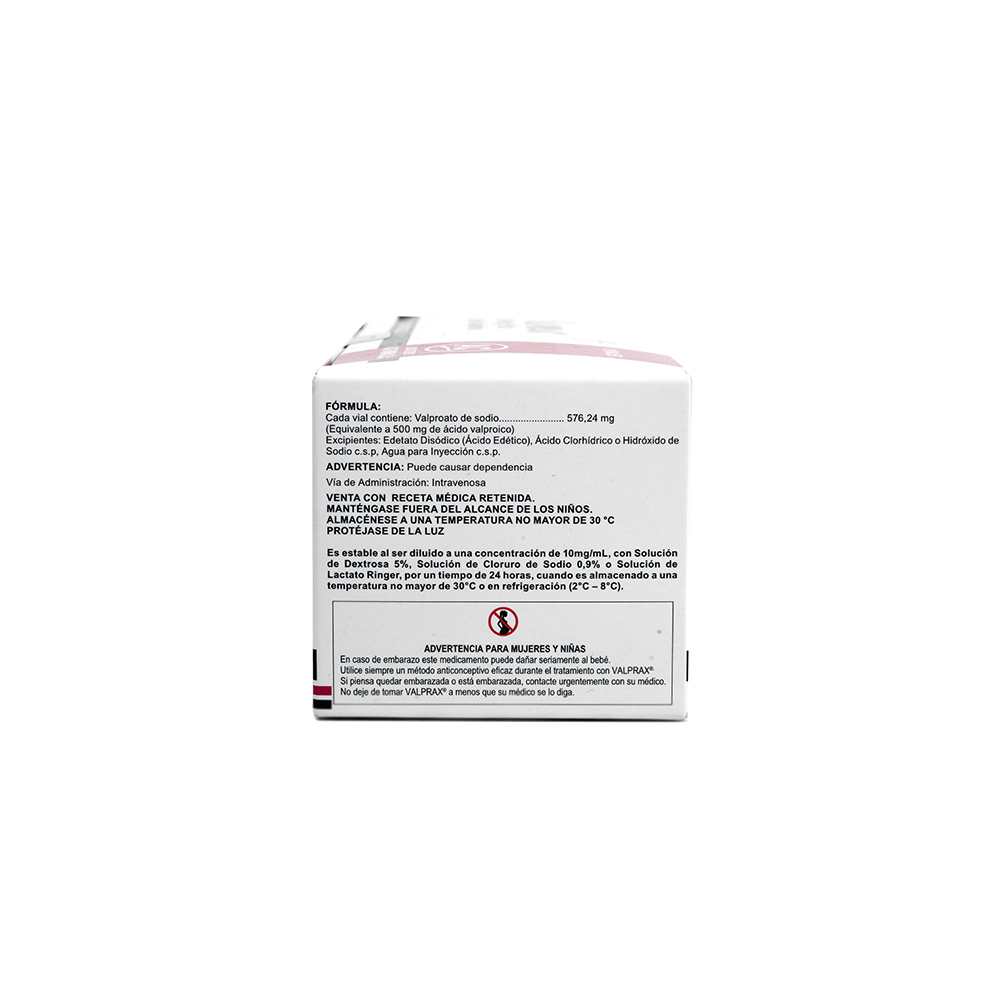 FÓRMULA:
Cada vial contiene: Valproato de sodio........................ 576,24 mg
(Equivalente a 500 mg de ácido valproico)
Excipientes: Edetato Disódico (Ácido Edético), Ácido Clorhídrico o Hidróxido de
Sodio c.s.p, Agua para Inyección c.s.p.
ADVERTENCIA: Puede causar dependencia
Vía de Administración: Intravenosa
VENTA CON RECETA MÉDICA RETENIDA.
MANTÉNGASE FUERA DEL ALCANCE DE LOS NIÑOS.
ALMACÉNESE A UNA TEMPERATURA NO MAYOR DE 30 °C
PROTÉJASE DE LA LUZ
Es estable al ser diluido a una concentración de 10mg/mL, con Solución
de Dextrosa 5%, Solución de Cloruro de Sodio 0,9% o Solución de
Lactato Ringer, por un tiempo de 24 horas, cuando es almacenado a una
temperatura no mayor de 30°C o en refrigeración (2°C – 8°C).
ADVERTENCIA PARA MUJERES Y NIÑAS
En caso de embarazo este medicamento puede dañar seriamente al bebé.
Utilice siempre un método anticonceptivo eficaz durante el tratamiento con VALPRAX®.
Si piensa quedar embarazada o está embarazada, contacte urgentemente con su médico.
No deje de tomar VALPRAX® a menos que su médico se lo diga.